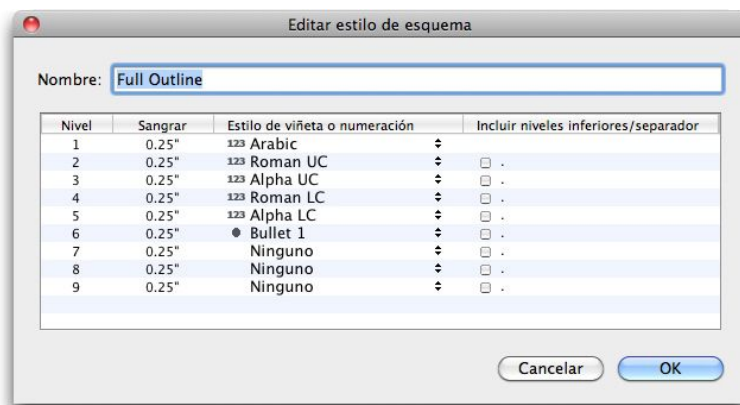 Editar estilo de esquema
Nombre: Full Outline
Nivel Sangrar Estilo de viñeta o numeración Incluir niveles inferiores/separador
1 0.25" 123 Arabic
2 0.25" 123 Roman UC .
3 0.25" 123 Alpha UC .
4 0.25" 123 Roman LC .
5 0.25" 123 Alpha LC .
6 0.25" Bullet 1 .
7 0.25" Ninguno .
8 0.25" Ninguno .
9 0.25" Ninguno .
Cancelar OK